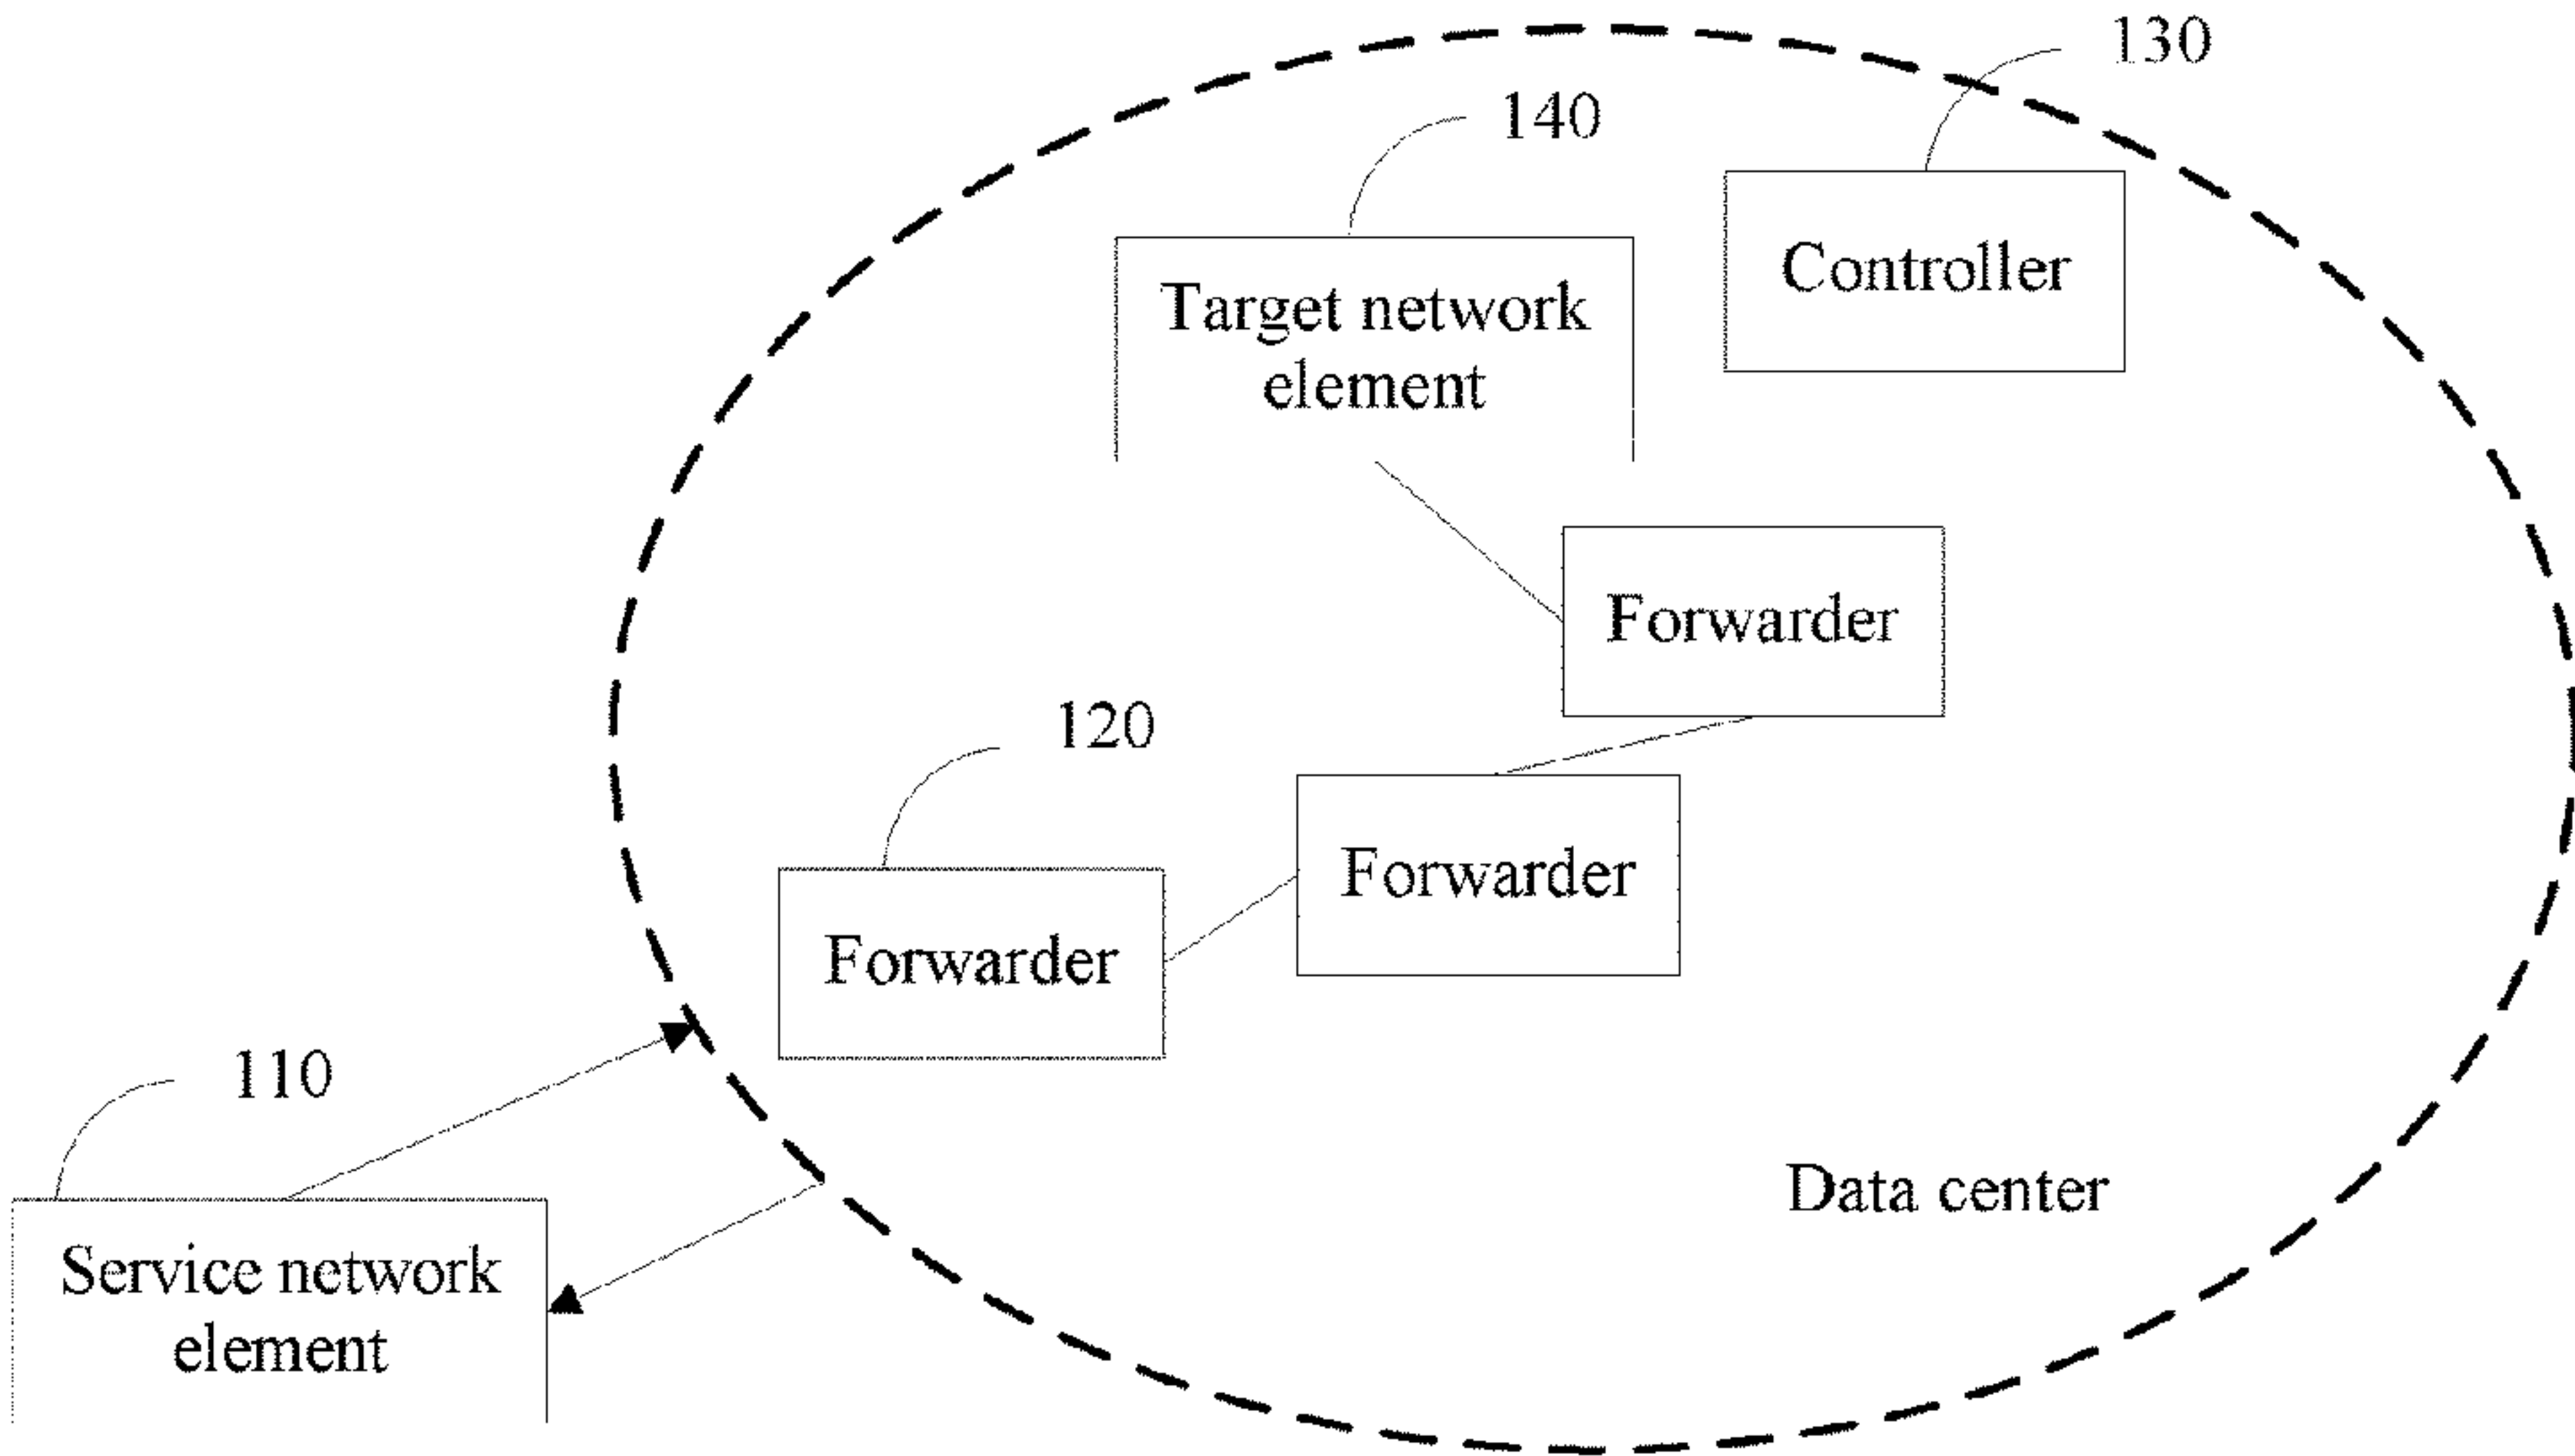 130
140
Controller
Target network
element
Forwarder
120
Forwarder
Forwarder
110
Data center
Service network
element